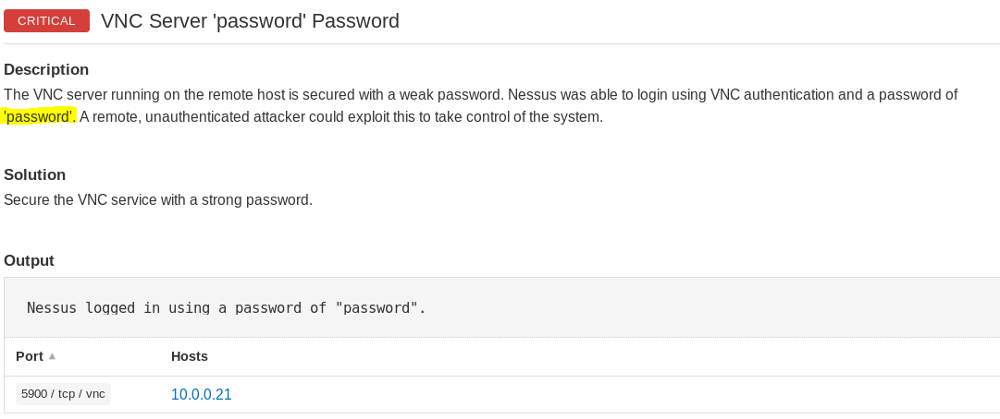 CRITICAL VNC Server 'password' Password
Description
The VNC server running on the remote host is secured with a weak password. Nessus was able to login using VNC authentication and a password of
'password'. A remote, unauthenticated attacker could exploit this to take control of the system.
Solution
Secure the VNC service with a strong password.
Output
Nessus logged in using a password of "password".
Port Hosts
5900 / tcp / vnc 10.0.0.21